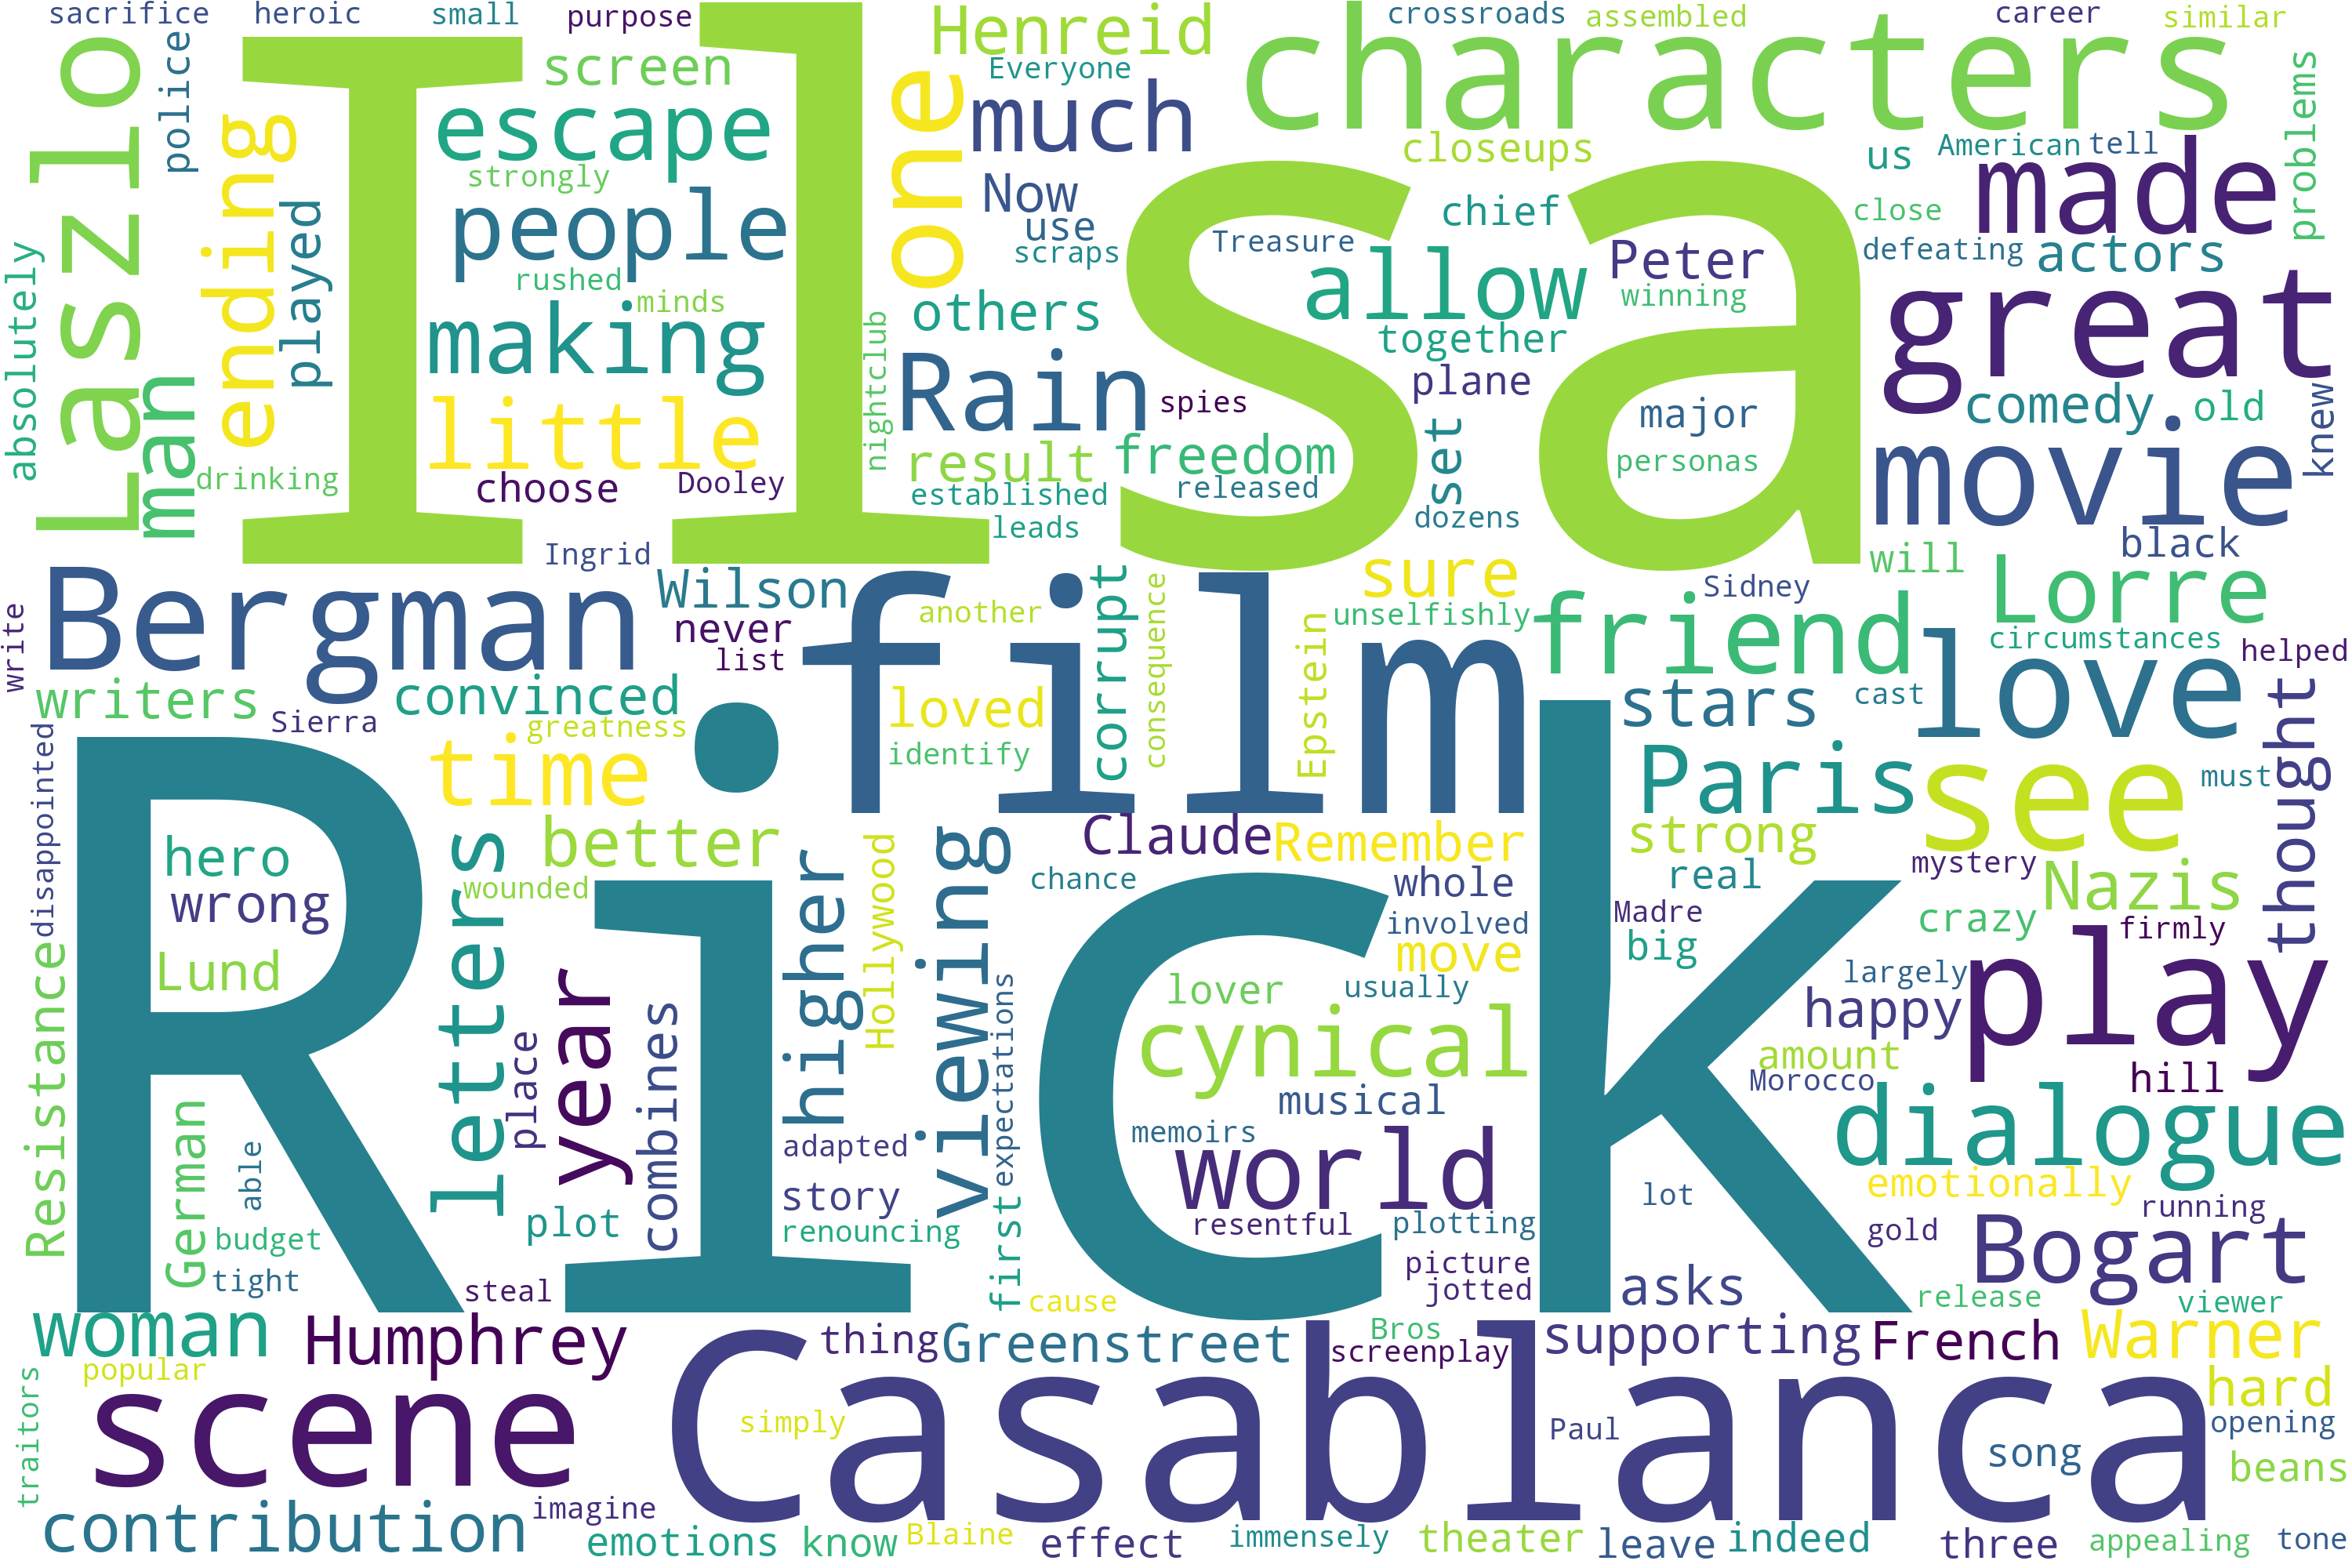 sacrifice
heroic
small
purpose
crossroads
assembled
career
similar
Laszlo
police
Ilsa
screen
Henreid
Everyone
characters
escape
one
much
closeups
us
American
tell
made
problems
strongly
ending
people
played
Now
use
scraps
chief
Treasure
Peter
close
defeating
actors
absolutely
man
rushed
minds
making
others
allow
winning
great
together
little
nightclub
Rain
spies
plane
major
comedy
old
knew
drinking
choose
Dooley
result
freedom
set
personas
movie
established
released
leads
dozens
Ingrid
black
Bergman
Wilson
never
list
film
another
corrupt
consequence
sure
unselfishly
Epstein
friend
will
Sidney
Lorre
circumstances
helped
write
writers
convinced
Sierra
greatness
loved
identify
stars
cast
love
disappointed
Rick
time
Paris
see
must
thought
hero
wrong
Lund
letters
better
wounded
higher
Hollywood
viewing
Claude
Remember
chance
whole
involved
move
strong
real
Madre
big
mystery
crazy
Nazis
firmly
Resistance
year
place
combines
expectations
lover
usually
cynical
largely
happy
play
amount
Morocco
hill
German
able
budget
tight
plot
adapted
story
renouncing
first
memoirs
musical
world
resentful
plotting
lot
dialogue
emotionally
running
gold
Bogart
steal
cause
picture
jotted
asks
release
viewer
woman
popular
Humphrey
thing
Greenstreet
Bros
screenplay
supporting
French
Warner
hard
traitors
scene
simply
Casablanca
Paul
song
opening
beans
contribution
imagine
emotions
know
Blaine
effect
immensely
theater
leave
indeed
three
appealing
tone